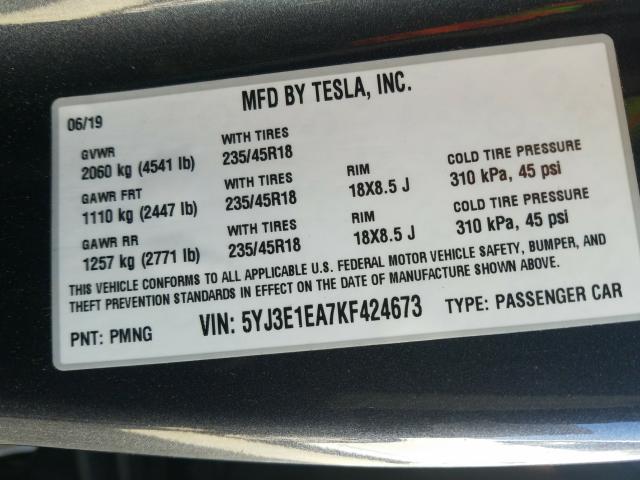 MFD BY TESLA, INC.
06/19
GVWR WITH TIRES
2060 kg (4541 lb) 235/45R18
GAWR FRT WITH TIRES RIM COLD TIRE PRESSURE
1110 kg (2447 lb) 235/45R18 18X8.5 J 310 kPa, 45 psi
GAWR RR WITH TIRES RIM COLD TIRE PRESSURE
1257 kg (2771 lb) 235/45R18 18X8.5 J 310 kPa, 45 psi
THIS VEHICLE CONFORMS TO ALL APPLICABLE U.S. FEDERAL MOTOR VEHICLE SAFETY, BUMPER, AND
THEFT PREVENTION STANDARDS IN EFFECT ON THE DATE OF MANUFACTURE SHOWN ABOVE.
PNT: PMNG VIN: 5YJ3E1EA7KF424673 TYPE: PASSENGER CAR